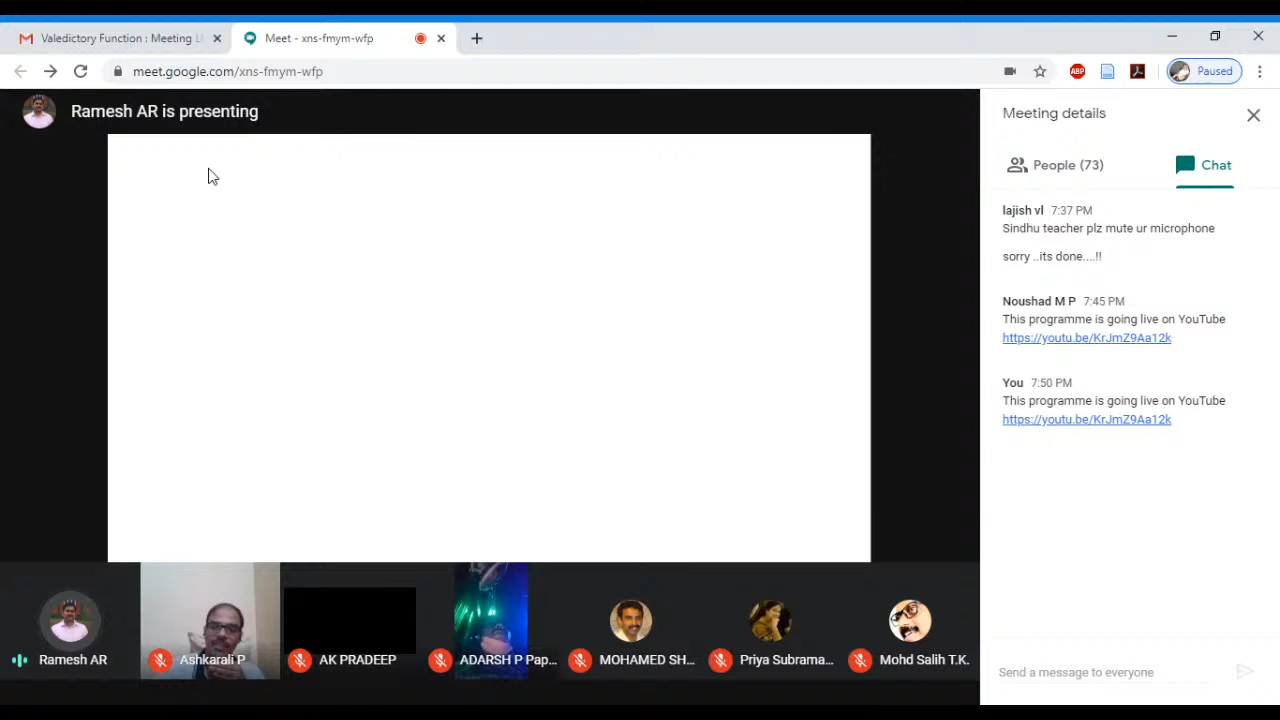 Valedictory Function : Meeting L
Meet - xns-fmym-wfp
meet.google.com/xns-fmym-wfp
ABP
Paused
Ramesh AR is presenting
Meeting details
People (73)
Chat
lajish vl 7:37 PM
Sindhu teacher plz mute ur microphone
sorry ..its done....!!
Noushad M P 7:45 PM
This programme is going live on YouTube
https://youtu.be/KrJmZ9Aa12k
You 7:50 PM
This programme is going live on YouTube
https://youtu.be/KrJmZ9Aa12k
Send a message to everyone
Ramesh AR
Ashkarali P
AK PRADEEP
ADARSH P Pap...
MOHAMED SH...
Priya Subrama...
Mohd Salih T.K.